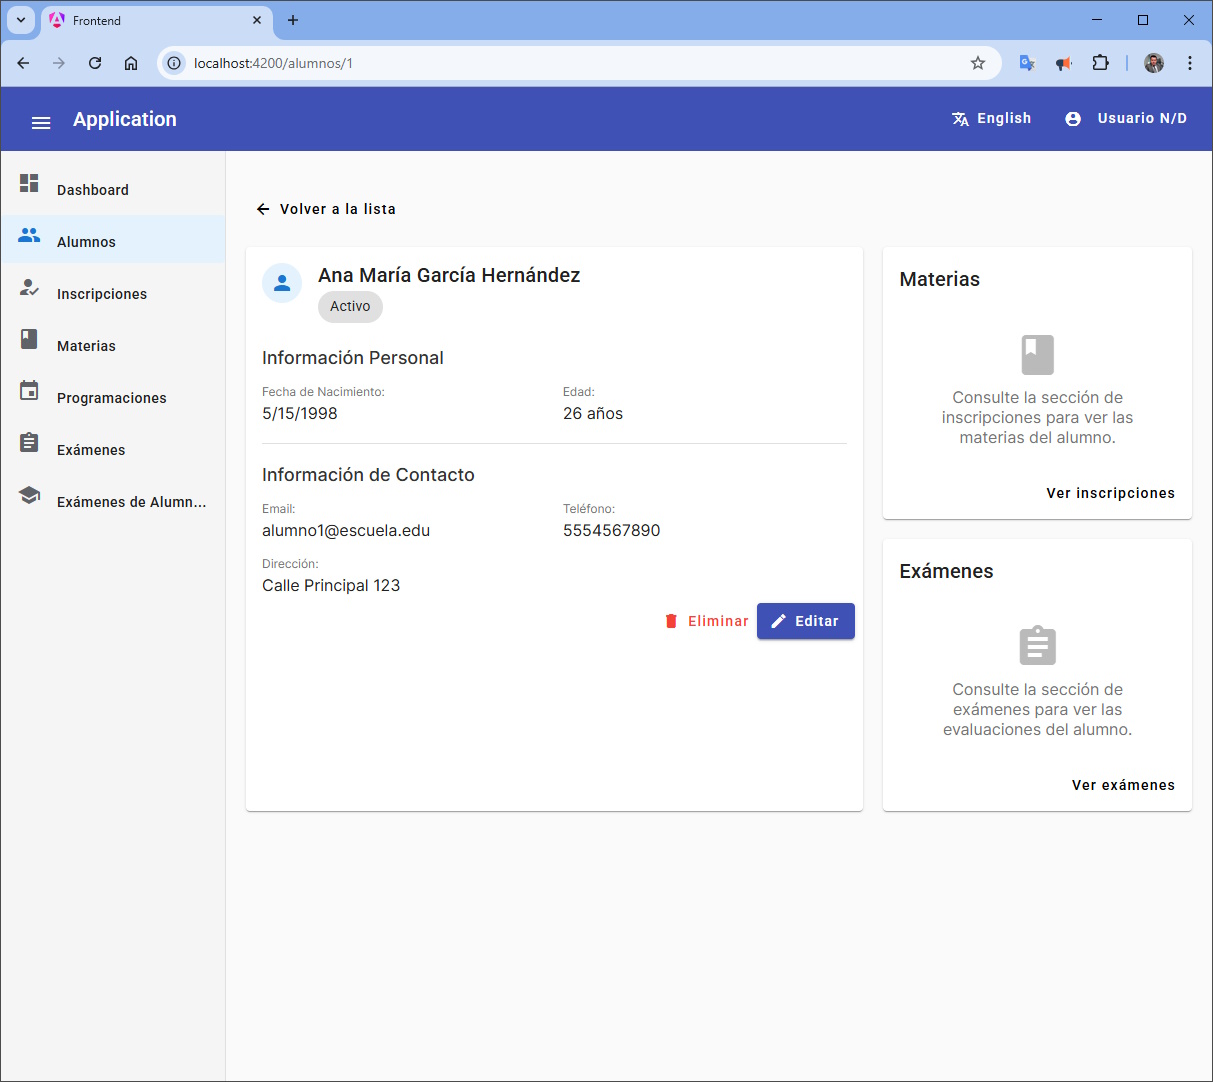 Frontend
localhost:4200/alumnos/1
Application
English
Usuario N/D
Dashboard
Alumnos
Inscripciones
Materias
Programaciones
Exámenes
Exámenes de Alumn...
Volver a la lista
Ana María García Hernández
Activo
Información Personal
Fecha de Nacimiento:
5/15/1998
Edad:
26 años
Información de Contacto
Email:
alumno1@escuela.edu
Teléfono:
5554567890
Dirección:
Calle Principal 123
Eliminar
Editar
Materias
Consulte la sección de
inscripciones para ver las
materias del alumno.
Ver inscripciones
Exámenes
Consulte la sección de
exámenes para ver las
evaluaciones del alumno.
Ver exámenes